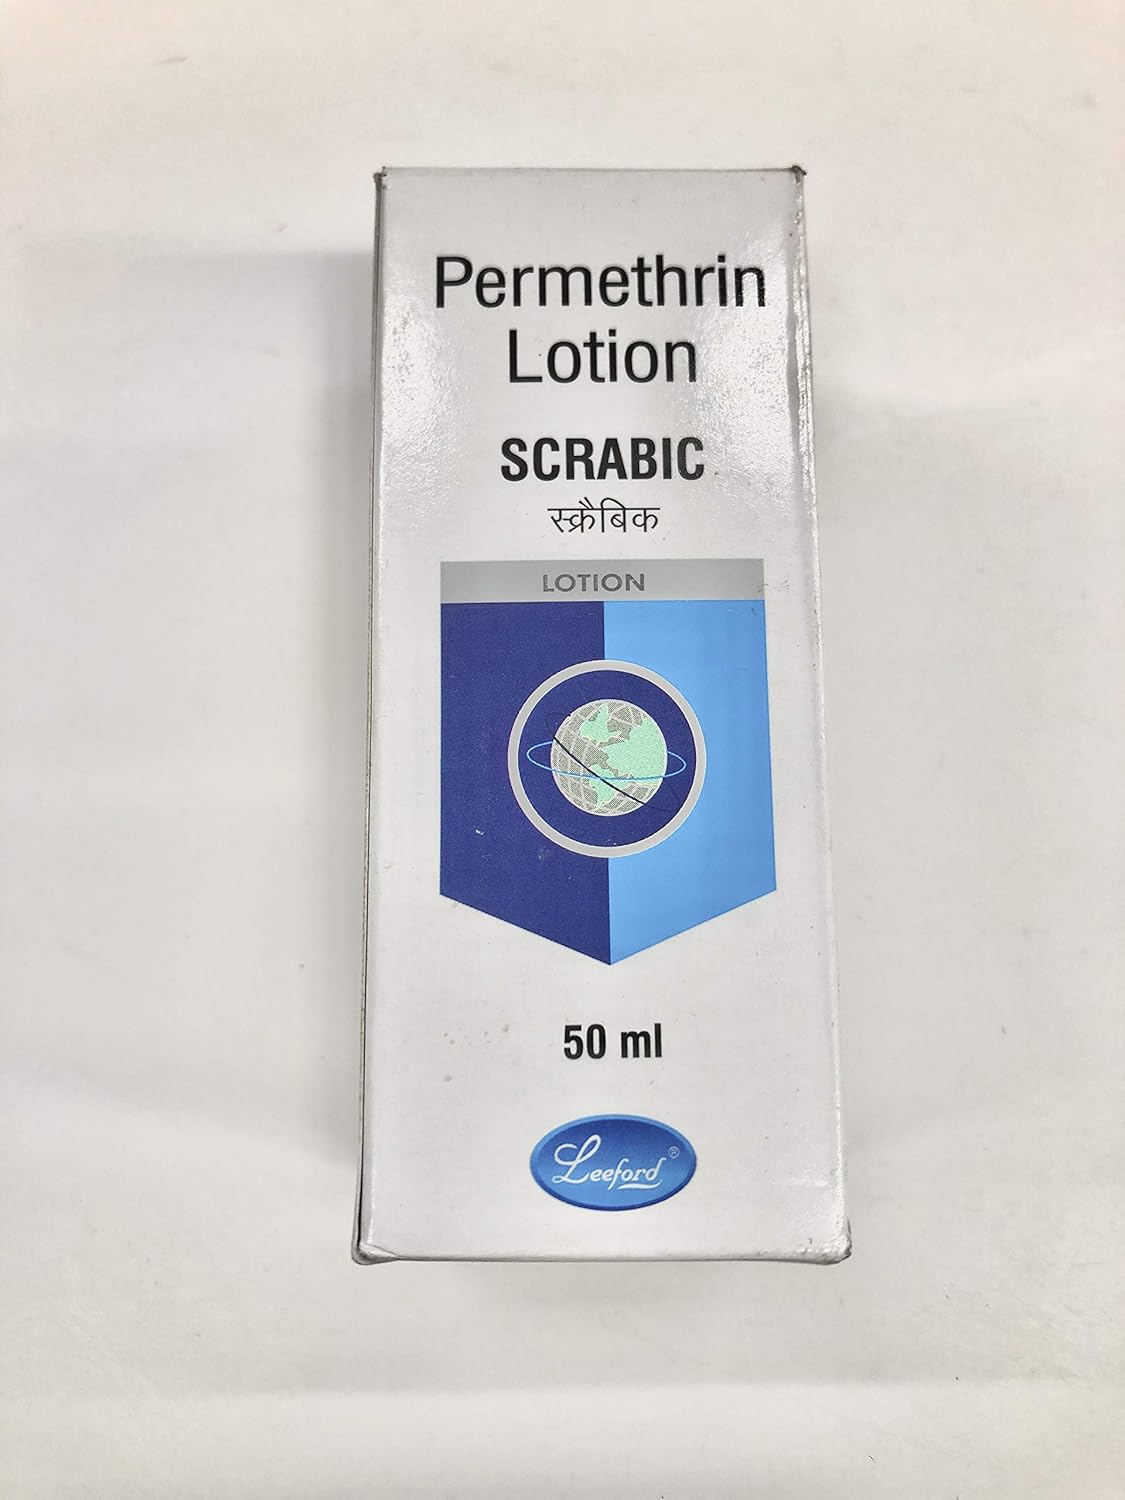 Permethrin
Lotion
SCRABIC
स्क्रैबिक
LOTION
50 ml
Leeford®